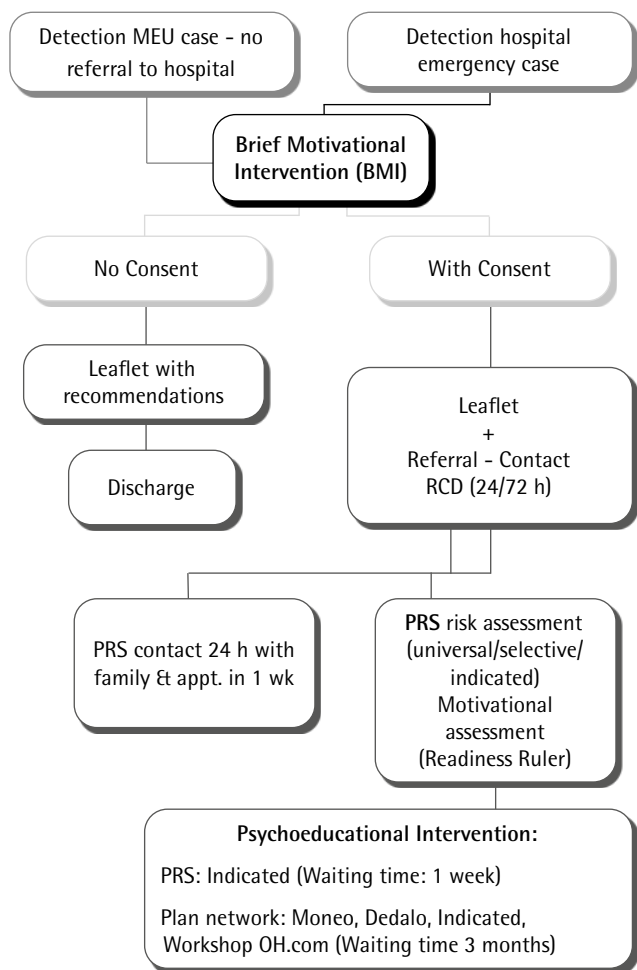 Detection MEU case - no
referral to hospital
Detection hospital
emergency case
Brief Motivational
Intervention (BMI)
No Consent
With Consent
Leaflet with
recommendations
Leaflet
+
Referral - Contact
RCD (24/72 h)
Discharge
PRS contact 24 h with
family & appt. in 1 wk
PRS risk assessment
(universal/selective/
indicated)
Motivational
assessment
(Readiness Ruler)
Psychoeducational Intervention:
PRS: Indicated (Waiting time: 1 week)
Plan network: Moneo, Dedalo, Indicated,
Workshop OH.com (Waiting time 3 months)